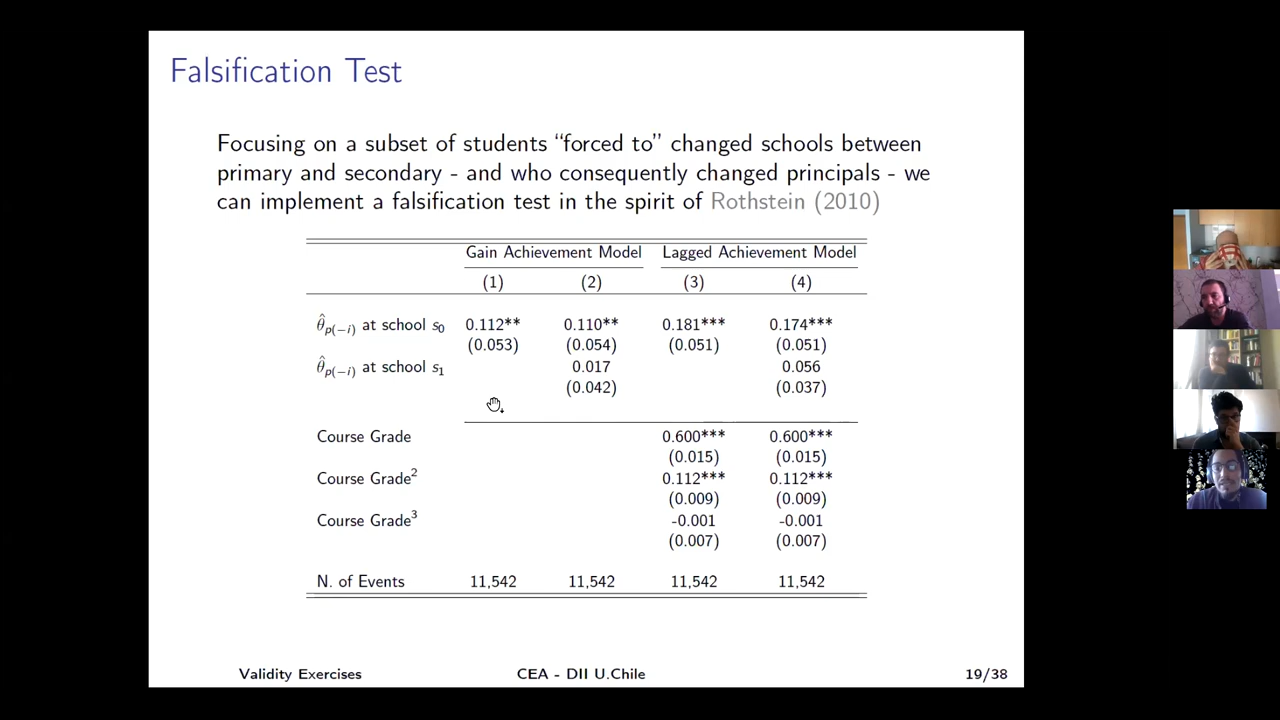 Falsification Test
Focusing on a subset of students “forced to” changed schools between
primary and secondary - and who consequently changed principals - we
can implement a falsification test in the spirit of Rothstein (2010)
Gain Achievement Model Lagged Achievement Model
(1) (2) (3) (4)
θ̂p(−i) at school s0 0.112** 0.110** 0.181*** 0.174***
(0.053) (0.054) (0.051) (0.051)
θ̂p(−i) at school s1 0.017 0.056
(0.042) (0.037)
Course Grade 0.600*** 0.600***
(0.015) (0.015)
Course Grade² 0.112*** 0.112***
(0.009) (0.009)
Course Grade³ -0.001 -0.001
(0.007) (0.007)
N. of Events 11,542 11,542 11,542 11,542
Validity Exercises CEA - DII U.Chile 19/38